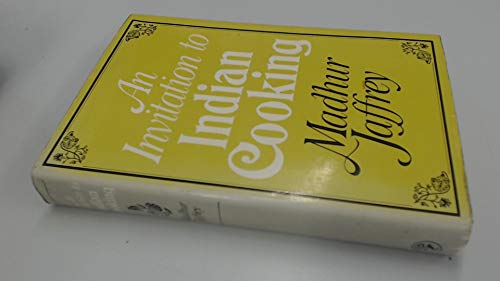 An
Invitation to
Indian
Cooking
Madhur
Jaffrey